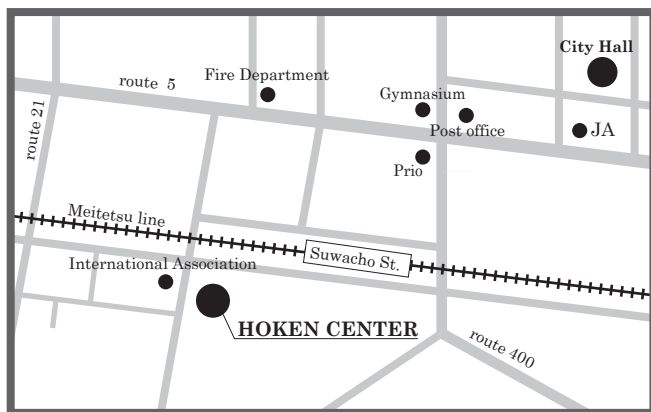 City Hall
Fire Department
route 5
Gymnasium
route 21
Post office
JA
Prio
Meitetsu line
Suwacho St.
International Association
HOKEN CENTER
route 400